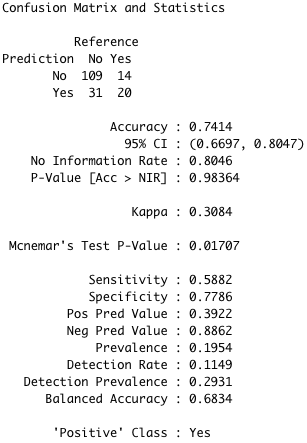 Confusion Matrix and Statistics
Reference
Prediction No Yes
No 109 14
Yes 31 20
Accuracy : 0.7414
95% CI : (0.6697, 0.8047)
No Information Rate : 0.8046
P-Value [Acc > NIR] : 0.98364
Kappa : 0.3084
Mcnemar's Test P-Value : 0.01707
Sensitivity : 0.5882
Specificity : 0.7786
Pos Pred Value : 0.3922
Neg Pred Value : 0.8862
Prevalence : 0.1954
Detection Rate : 0.1149
Detection Prevalence : 0.2931
Balanced Accuracy : 0.6834
'Positive' Class : Yes